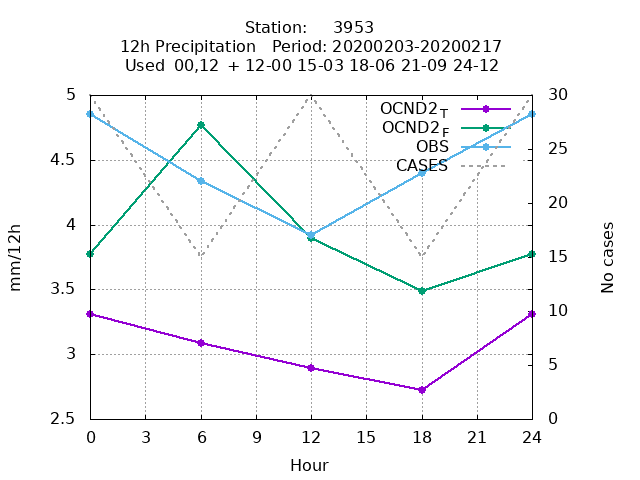 Station:     3953
12h Precipitation   Period: 20200203-20200217
Used  00,12  + 12-00 15-03 18-06 21-09 24-12
OCND2T
OCND2F
OBS
CASES
5
4.5
4
3.5
3
2.5
mm/12h
30
25
20
15
10
5
0
No cases
0 3 6 9 12 15 18 21 24
Hour